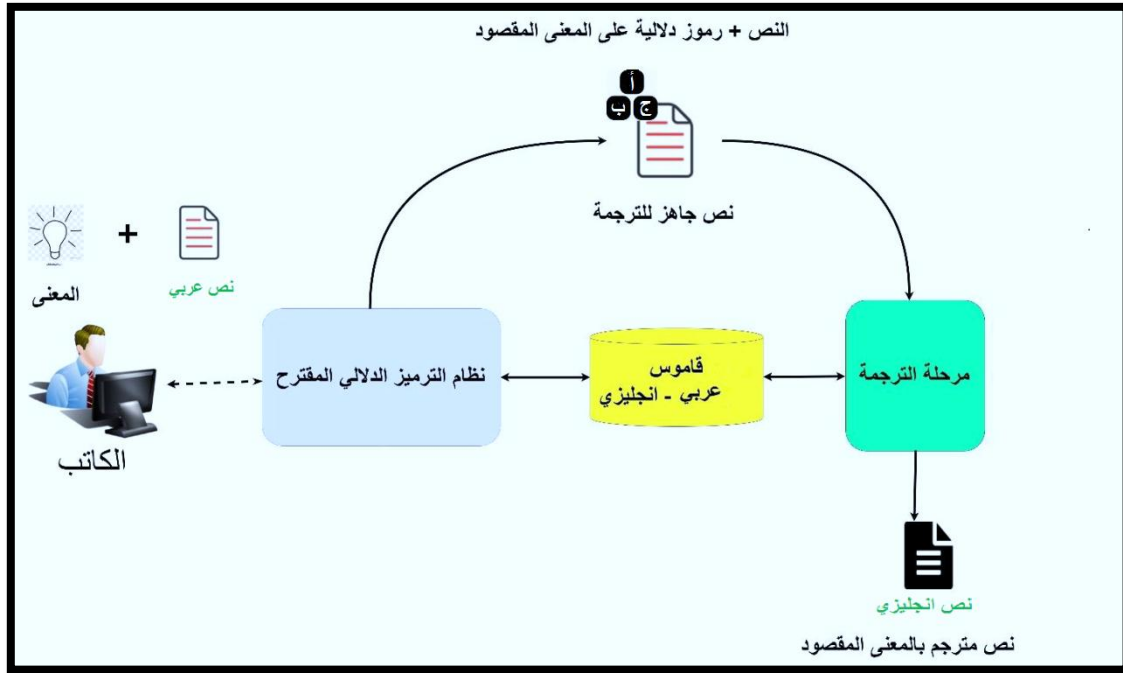 النص + رموز دلالية على المعنى المقصود
أ
ب ج
نص جاهز للترجمة
+
المعنى
نص عربي
الكاتب
نظام الترميز الدلالي المقترح
قاموس
عربي - انجليزي
مرحلة الترجمة
نص انجليزي
نص مترجم بالمعنى المقصود